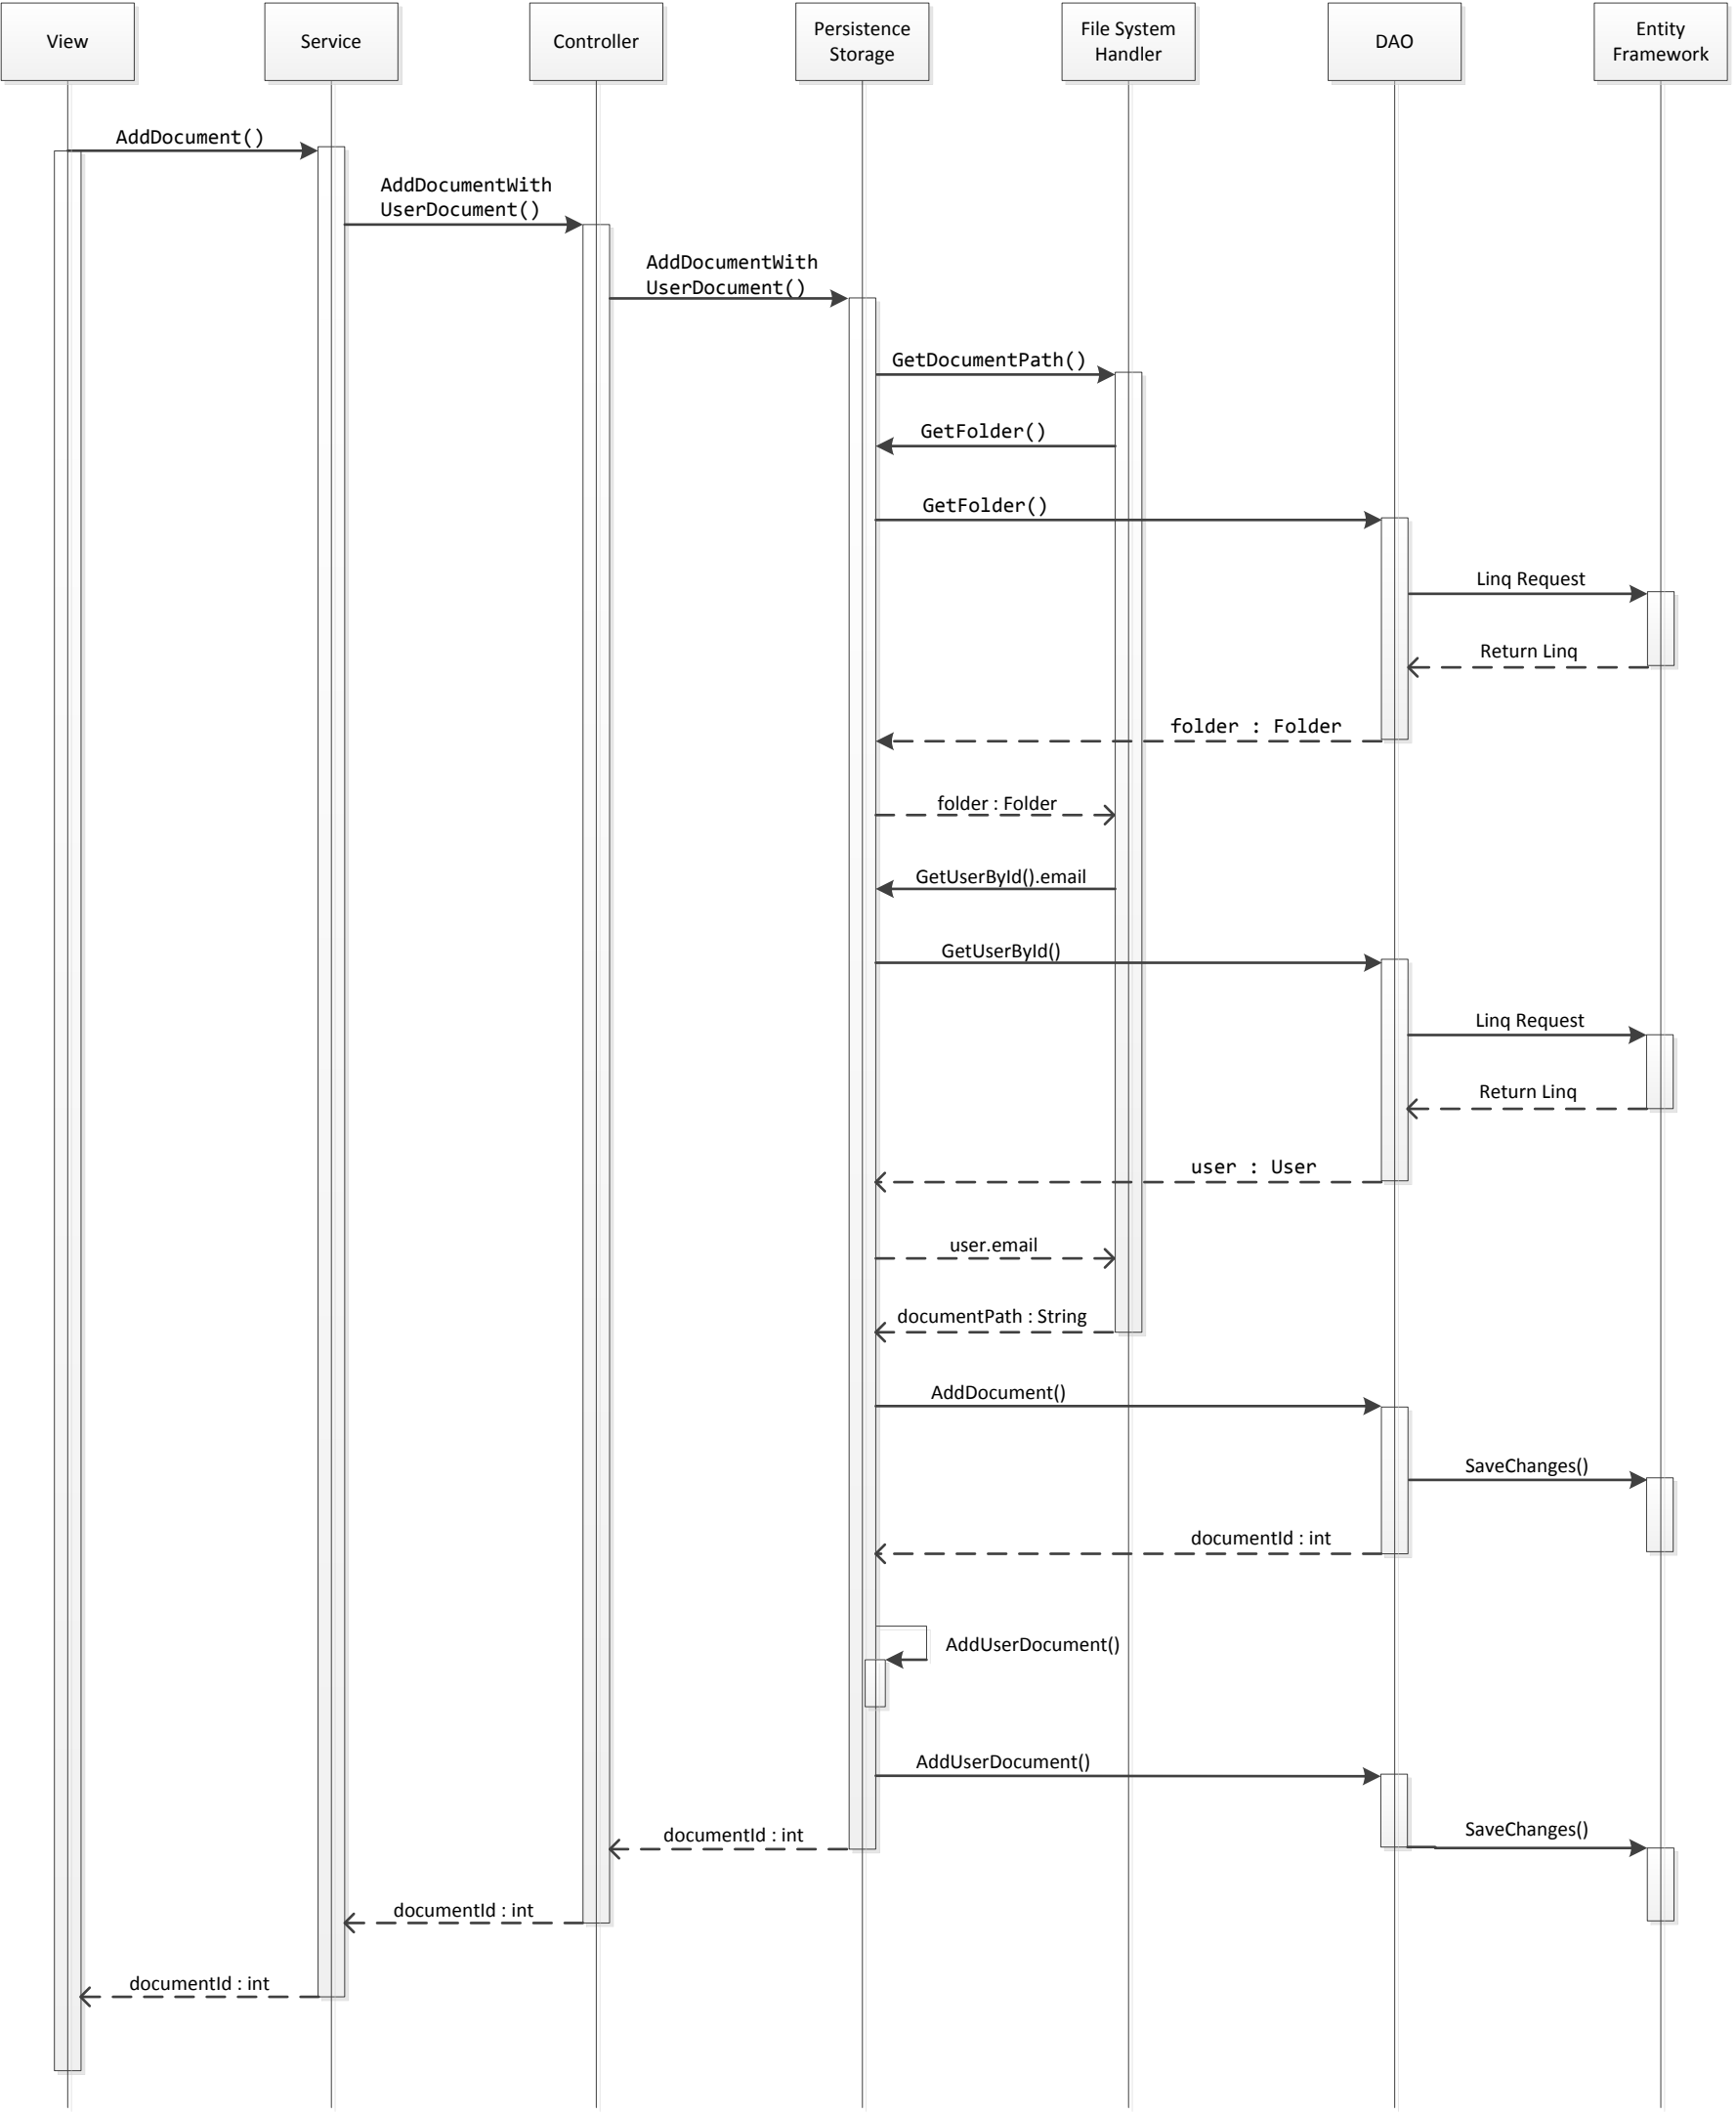 View
Service
Controller
Persistence
Storage
File System
Handler
DAO
Entity
Framework
AddDocument()
AddDocumentWith
UserDocument()
AddDocumentWith
UserDocument()
GetDocumentPath()
GetFolder()
GetFolder()
Linq Request
Return Linq
folder : Folder
folder : Folder
GetUserById().email
GetUserById()
Linq Request
Return Linq
user : User
user.email
documentPath : String
AddDocument()
SaveChanges()
documentId : int
AddUserDocument()
AddUserDocument()
SaveChanges()
documentId : int
documentId : int
documentId : int